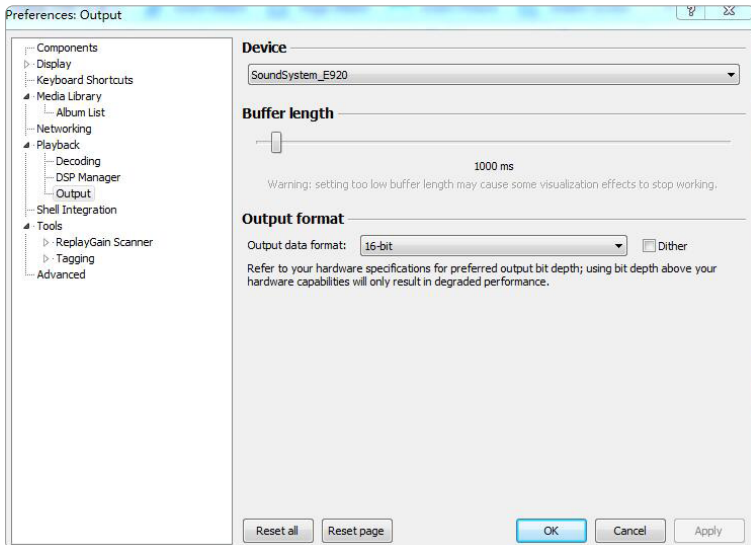 Preferences: Output
Components
Display
Keyboard Shortcuts
Media Library
Album List
Networking
Playback
Decoding
DSP Manager
Output
Shell Integration
Tools
ReplayGain Scanner
Tagging
Advanced
Device
SoundSystem_E920
Buffer length
1000 ms
Warning: setting too low buffer length may cause some visualization effects to stop working.
Output format
Output data format: 16-bit Dither
Refer to your hardware specifications for preferred output bit depth; using bit depth above your
hardware capabilities will only result in degraded performance.
Reset all Reset page OK Cancel Apply